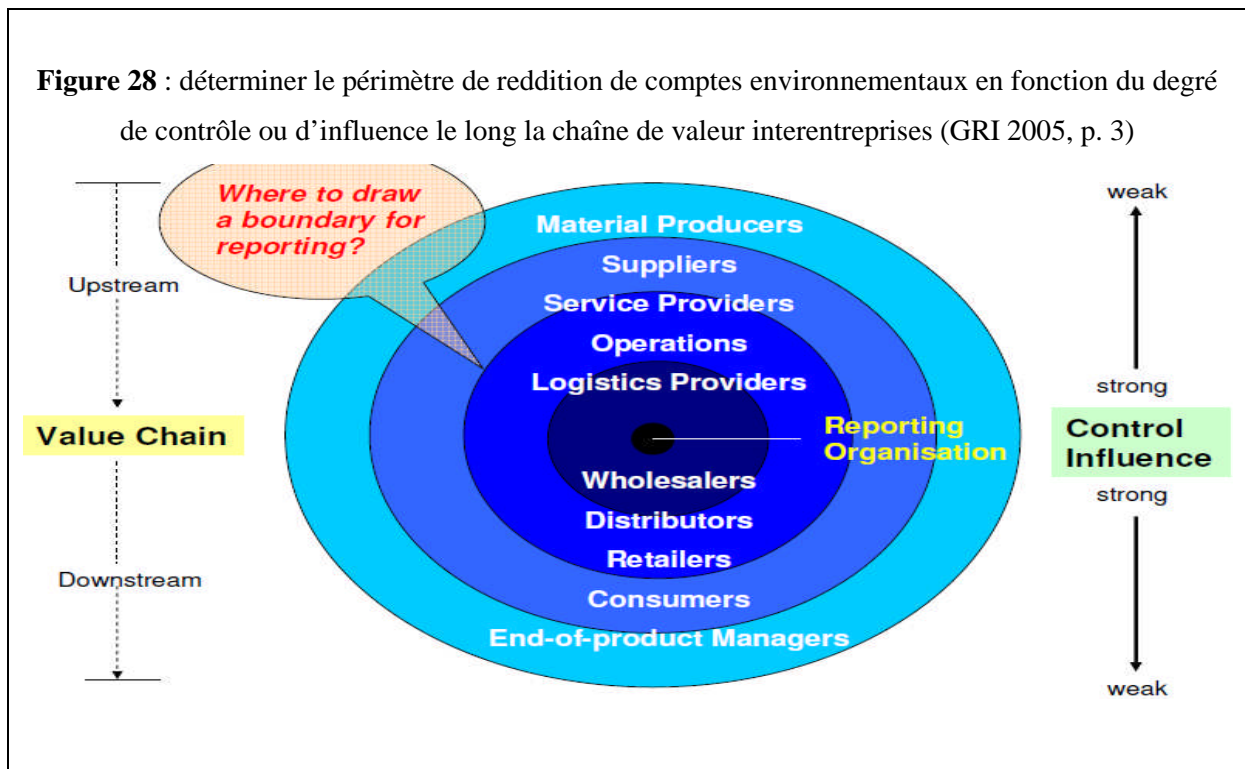 Figure 28 : déterminer le périmètre de reddition de comptes environnementaux en fonction du degré
de contrôle ou d’influence le long la chaîne de valeur interentreprises (GRI 2005, p. 3)
Where to draw
a boundary for
reporting?
Upstream
Value Chain
Downstream
Material Producers
Suppliers
Service Providers
Operations
Logistics Providers
Reporting
Organisation
Wholesalers
Distributors
Retailers
Consumers
End-of-product Managers
weak
strong
Control
Influence
strong
weak